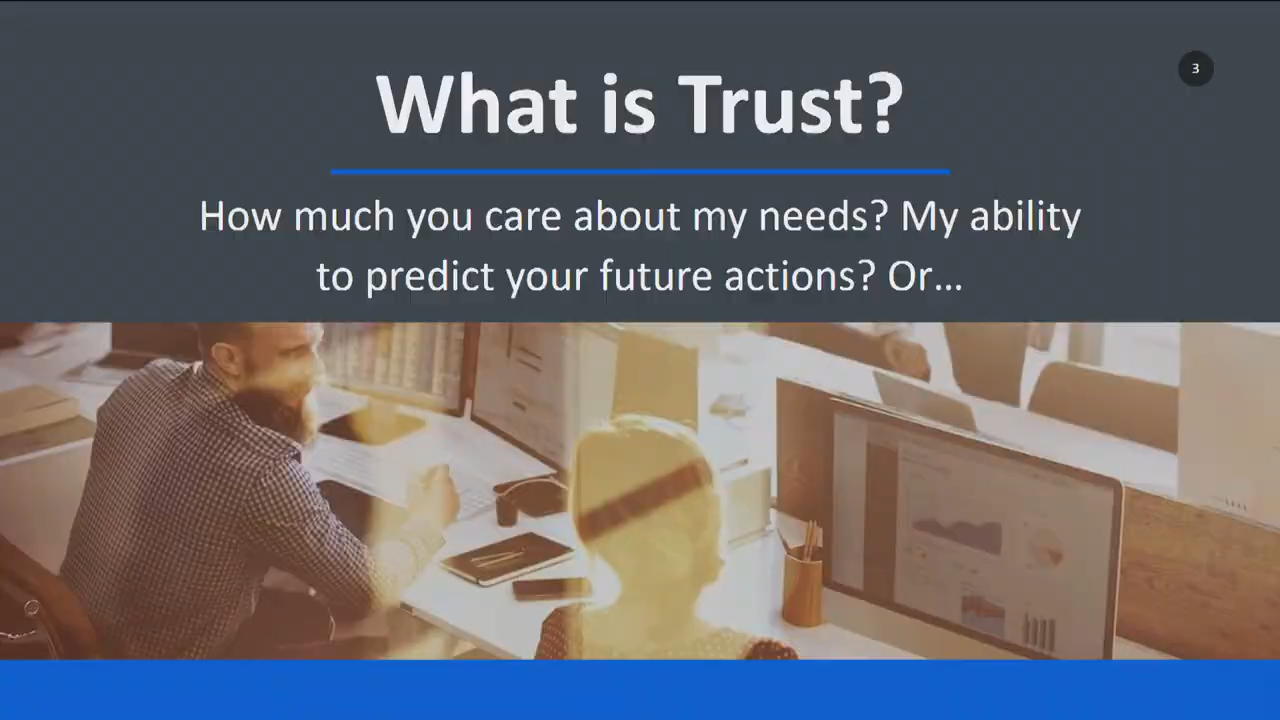 3
What is Trust?
How much you care about my needs? My ability
to predict your future actions? Or...